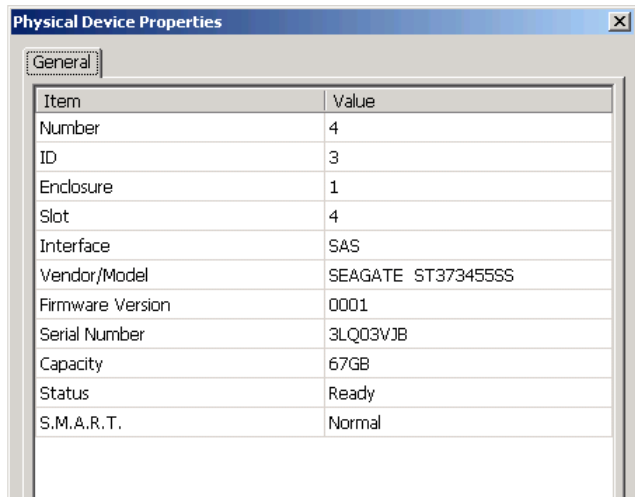 Physical Device Properties
General
Item Value
Number 4
ID 3
Enclosure 1
Slot 4
Interface SAS
Vendor/Model SEAGATE ST373455SS
Firmware Version 0001
Serial Number 3LQ03VJB
Capacity 67GB
Status Ready
S.M.A.R.T. Normal